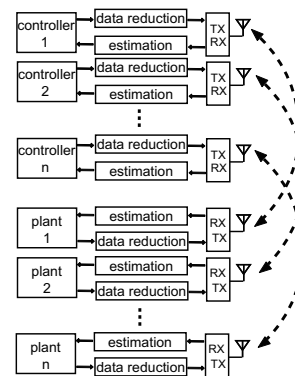 controller
1
data reduction
estimation
TX
RX
controller
2
data reduction
estimation
TX
RX
controller
n
data reduction
estimation
TX
RX
plant
1
estimation
data reduction
RX
TX
plant
2
estimation
data reduction
RX
TX
plant
n
estimation
data reduction
RX
TX